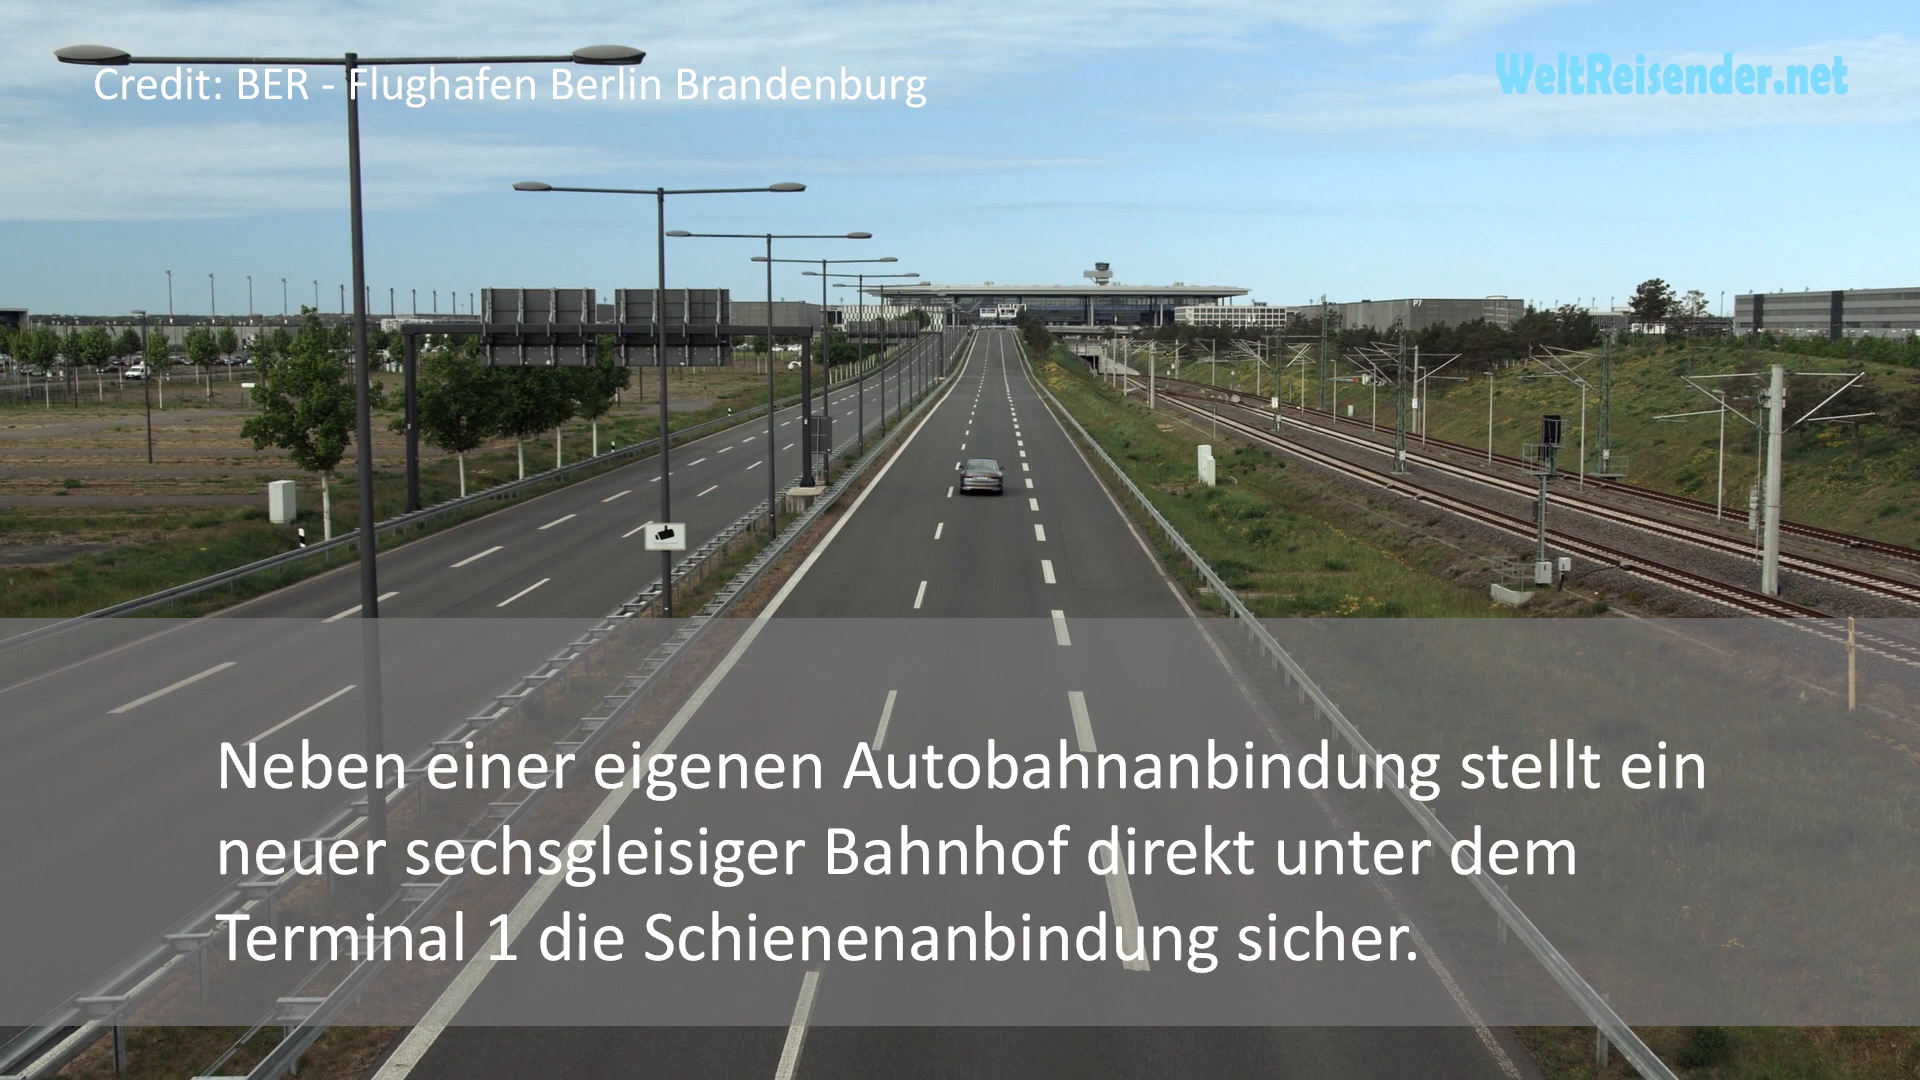 Credit: BER - Flughafen Berlin Brandenburg
WeltReisender.net
P7
Neben einer eigenen Autobahnanbindung stellt ein
neuer sechsgleisiger Bahnhof direkt unter dem
Terminal 1 die Schienenanbindung sicher.